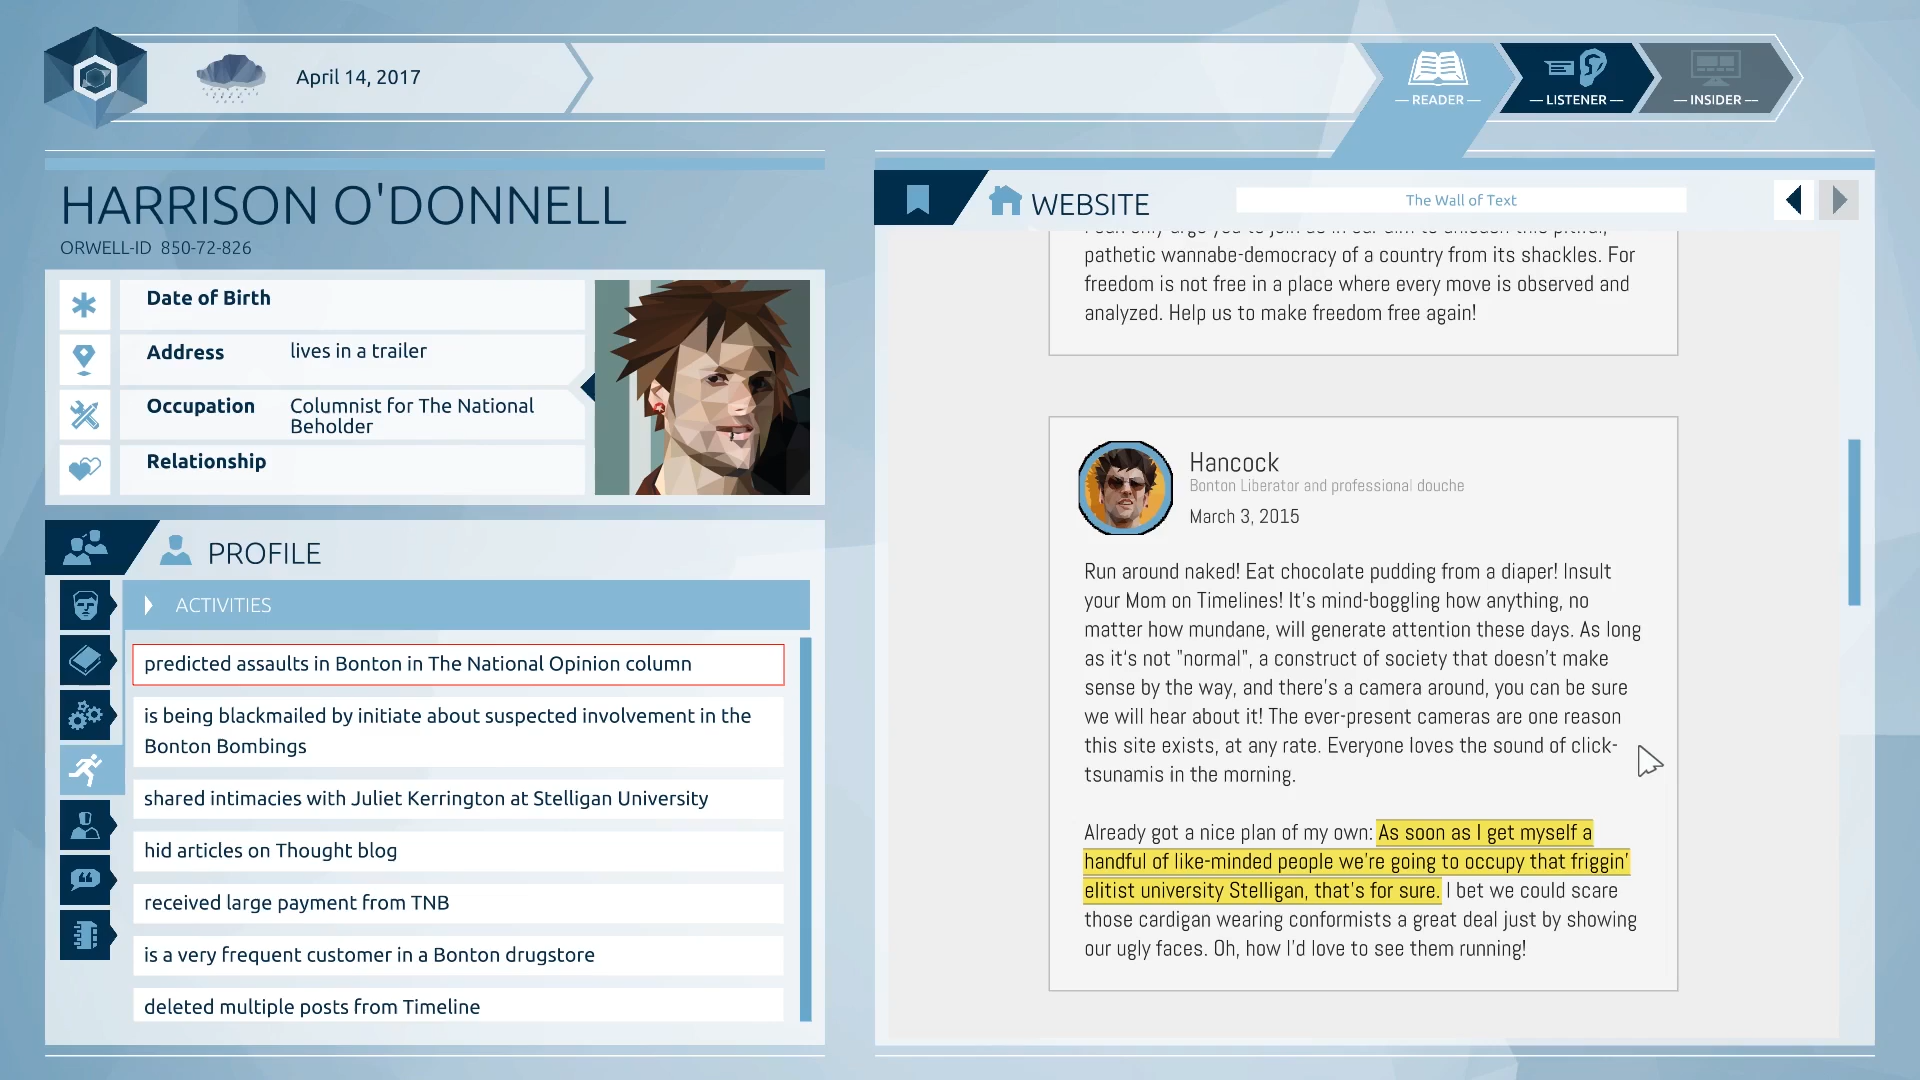 April 14, 2017
— READER —
— LISTENER —
— INSIDER —
HARRISON O'DONNELL
ORWELL-ID 850-72-826
Date of Birth
Address lives in a trailer
Occupation Columnist for The National
Beholder
Relationship
PROFILE
ACTIVITIES
predicted assaults in Bonton in The National Opinion column
is being blackmailed by initiate about suspected involvement in the
Bonton Bombings
shared intimacies with Juliet Kerrington at Stelligan University
hid articles on Thought blog
received large payment from TNB
is a very frequent customer in a Bonton drugstore
deleted multiple posts from Timeline
WEBSITE
The Wall of Text
pathetic wannabe-democracy of a country from its shackles. For
freedom is not free in a place where every move is observed and
analyzed. Help us to make freedom free again!
Hancock
Bonton Liberator and professional douche
March 3, 2015
Run around naked! Eat chocolate pudding from a diaper! Insult
your Mom on Timelines! It's mind-boggling how anything, no
matter how mundane, will generate attention these days. As long
as it's not "normal", a construct of society that doesn't make
sense by the way, and there's a camera around, you can be sure
we will hear about it! The ever-present cameras are one reason
this site exists, at any rate. Everyone loves the sound of click-
tsunamis in the morning.
Already got a nice plan of my own: As soon as I get myself a
handful of like-minded people we're going to occupy that friggin'
elitist university Stelligan, that's for sure. I bet we could scare
those cardigan wearing conformists a great deal just by showing
our ugly faces. Oh, how I'd love to see them running!